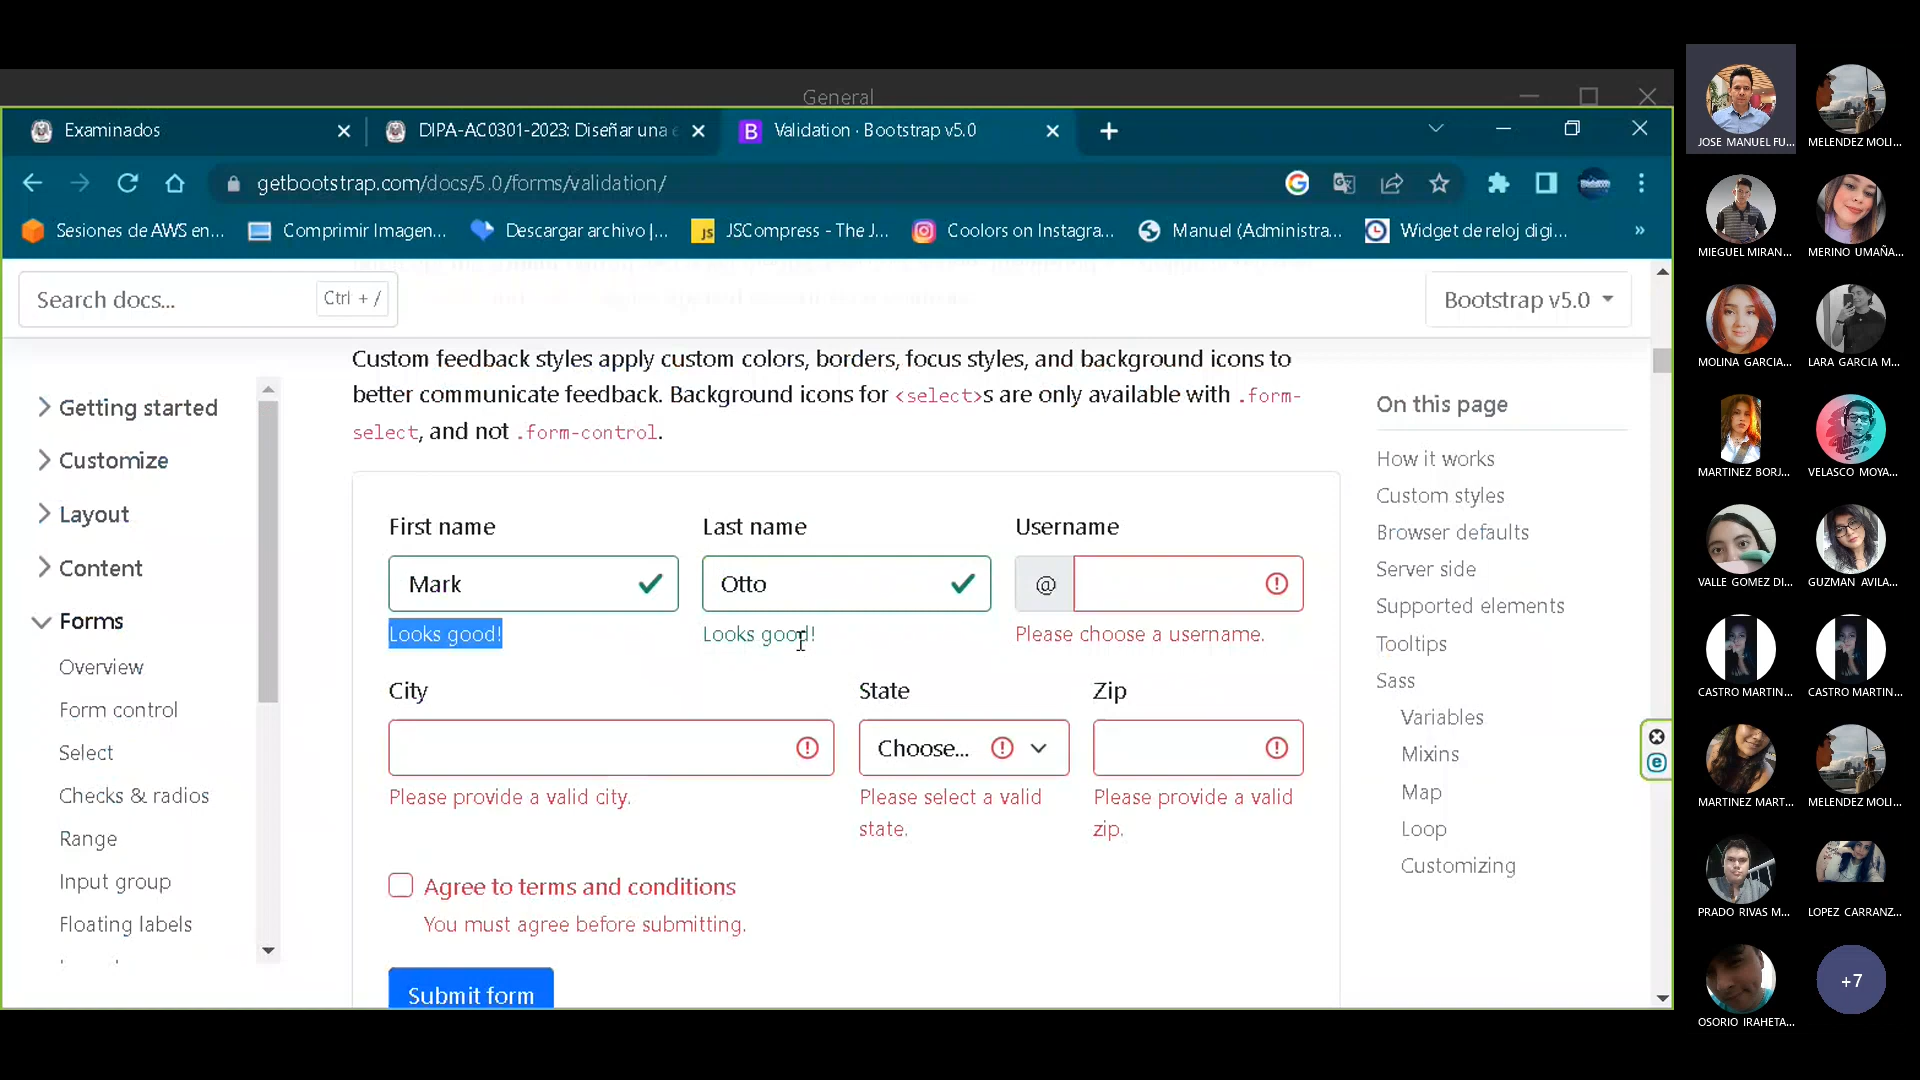 General
Examinados
DIPA-AC0301-2023: Diseñar una e
Validation · Bootstrap v5.0
getbootstrap.com/docs/5.0/forms/validation/
Sesiones de AWS en...
Comprimir Imagen...
Descargar archivo |...
JS
JSCompress - The J...
Coolors on Instagra...
Manuel (Administra...
Widget de reloj digi...
»
Search docs...
Ctrl + /
Bootstrap v5.0
Getting started
Customize
Layout
Content
Forms
Overview
Form control
Select
Checks & radios
Range
Input group
Floating labels
Custom feedback styles apply custom colors, borders, focus styles, and background icons to
better communicate feedback. Background icons for <select>s are only available with .form-
select, and not .form-control.
First name
Last name
Username
Mark
Otto
@
Looks good!
Looks good!
Please choose a username.
City
State
Zip
Choose...
Please provide a valid city.
Please select a valid
state.
Please provide a valid
zip.
Agree to terms and conditions
You must agree before submitting.
Submit form
On this page
How it works
Custom styles
Browser defaults
Server side
Supported elements
Tooltips
Sass
Variables
Mixins
Map
Loop
Customizing
JOSE MANUEL FU...
MELENDEZ MOLI...
MIEGUEL MIRAN...
MERINO UMAÑA...
MOLINA GARCIA...
LARA GARCIA M...
MARTINEZ BORJ...
VELASCO MOYA...
VALLE GOMEZ DI...
GUZMAN AVILA...
CASTRO MARTIN...
CASTRO MARTIN...
MARTINEZ MART...
MELENDEZ MOLI...
PRADO RIVAS M...
LOPEZ CARRANZ...
OSORIO IRAHETA...
+7